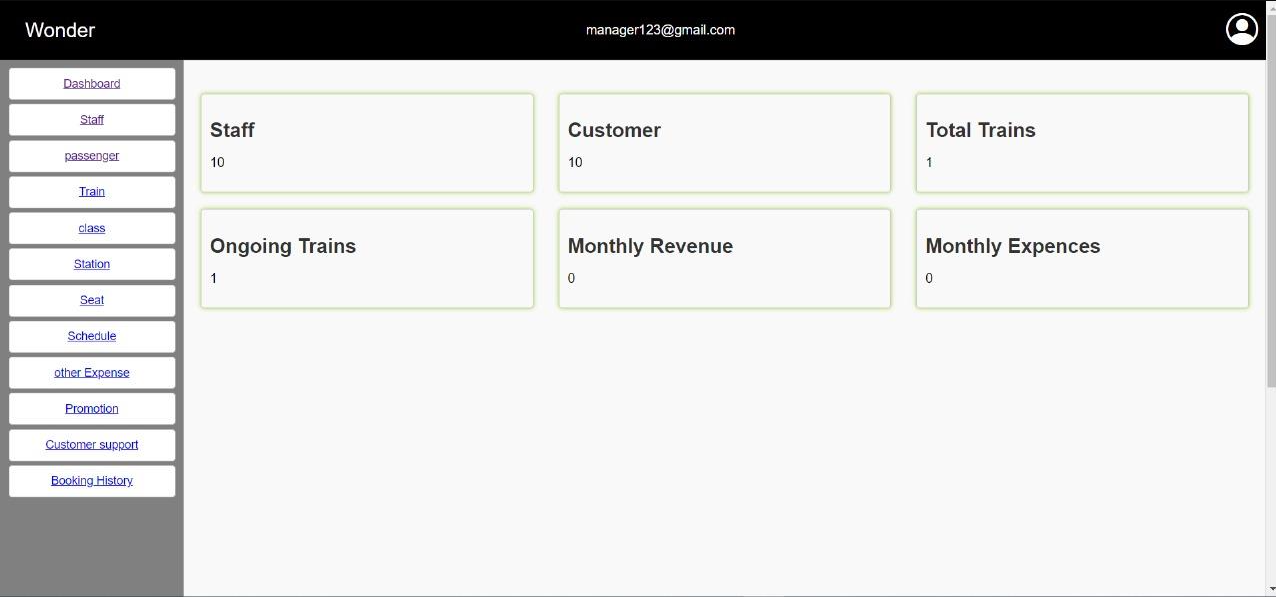 Wonder
manager123@gmail.com
Dashboard
Staff
passenger
Train
class
Station
Seat
Schedule
other Expense
Promotion
Customer support
Booking History
Staff
10
Customer
10
Total Trains
1
Ongoing Trains
1
Monthly Revenue
0
Monthly Expences
0